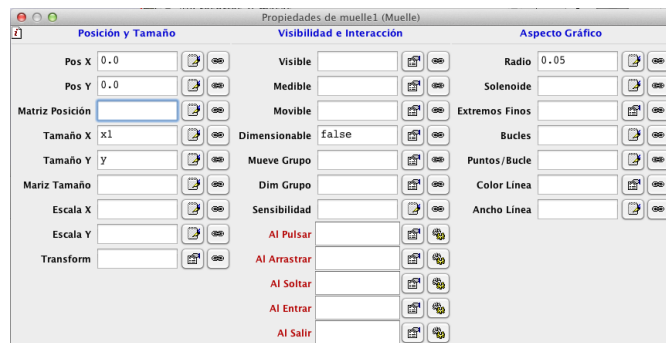 Propiedades de muelle1 (Muelle)
i
Posición y Tamaño
Pos X 0.0
Pos Y 0.0
Matriz Posición
Tamaño X x1
Tamaño Y y
Mariz Tamaño
Escala X
Escala Y
Transform
Visibilidad e Interacción
Visible
Medible
Movible
Dimensionable false
Mueve Grupo
Dim Grupo
Sensibilidad
Al Pulsar
Al Arrastrar
Al Soltar
Al Entrar
Al Salir
Aspecto Gráfico
Radio 0.05
Solenoide
Extremos Finos
Bucles
Puntos/Bucle
Color Línea
Ancho Línea